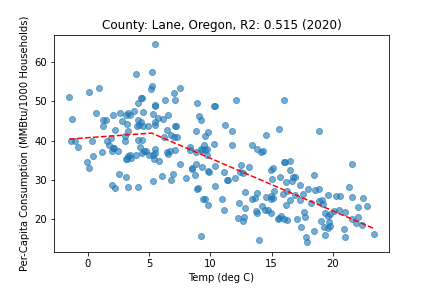 County: Lane, Oregon, R2: 0.515 (2020)
Per-Capita Consumption (MMBtu/1000 Households)
60
50
40
30
20
0 5 10 15 20
Temp (deg C)